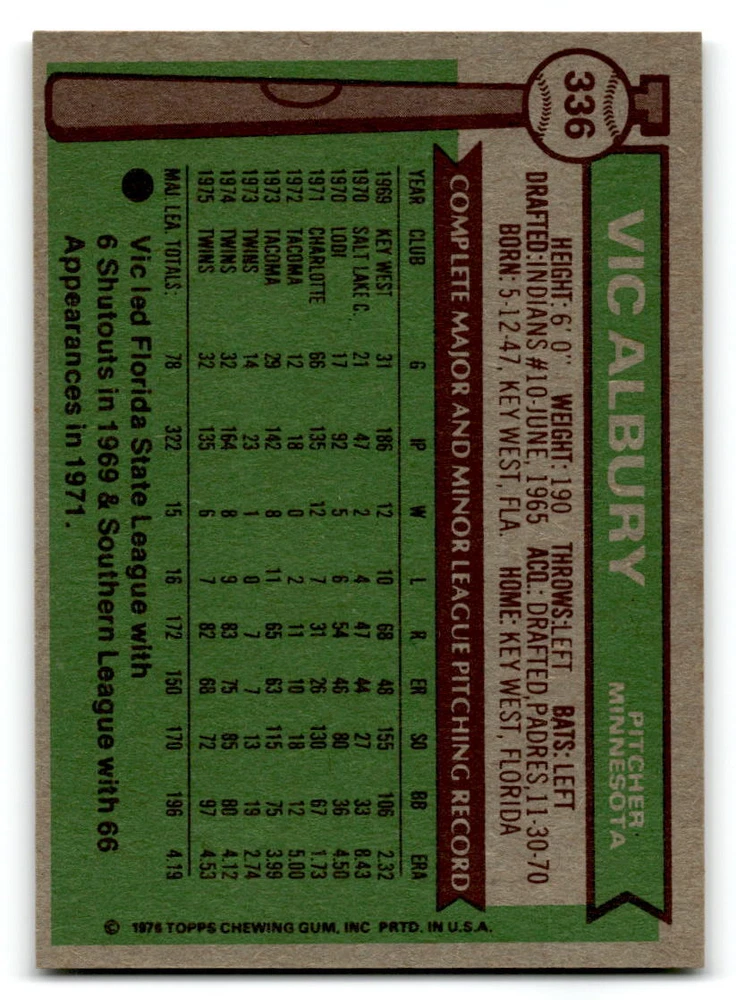 336
VIC ALBURY
PITCHER
MINNESOTA
HEIGHT: 6' 0" WEIGHT: 190 THROWS: LEFT BATS: LEFT
DRAFTED: INDIANS #10-JUNE, 1965 ACQ.: DRAFTED, PADRES, 11-30-70
BORN: 5-12-47, KEY WEST, FLA. HOME: KEY WEST, FLORIDA
COMPLETE MAJOR AND MINOR LEAGUE PITCHING RECORD
YEAR CLUB G IP W L R ER SO BB ERA
1969 KEY WEST 31 186 12 10 68 48 155 106 2.32
1970 SALT LAKE C. 21 47 2 4 47 44 27 33 8.43
1970 LODI 17 92 5 6 54 46 80 36 4.50
1971 CHARLOTTE 66 135 12 7 31 26 130 67 1.73
1972 TACOMA 12 18 0 2 11 10 18 12 5.00
1973 TACOMA 29 142 8 11 65 63 115 75 3.99
1973 TWINS 14 23 1 0 7 7 13 19 2.74
1974 TWINS 32 164 8 9 83 75 85 80 4.12
1975 TWINS 32 135 6 7 82 68 72 97 4.53
MAJ. LEA. TOTALS: 78 322 15 16 172 150 170 196 4.19
Vic led Florida State League with
6 Shutouts in 1969 & Southern League with 66
Appearances in 1971.
© 1976 TOPPS CHEWING GUM, INC PRTD. IN U.S.A.